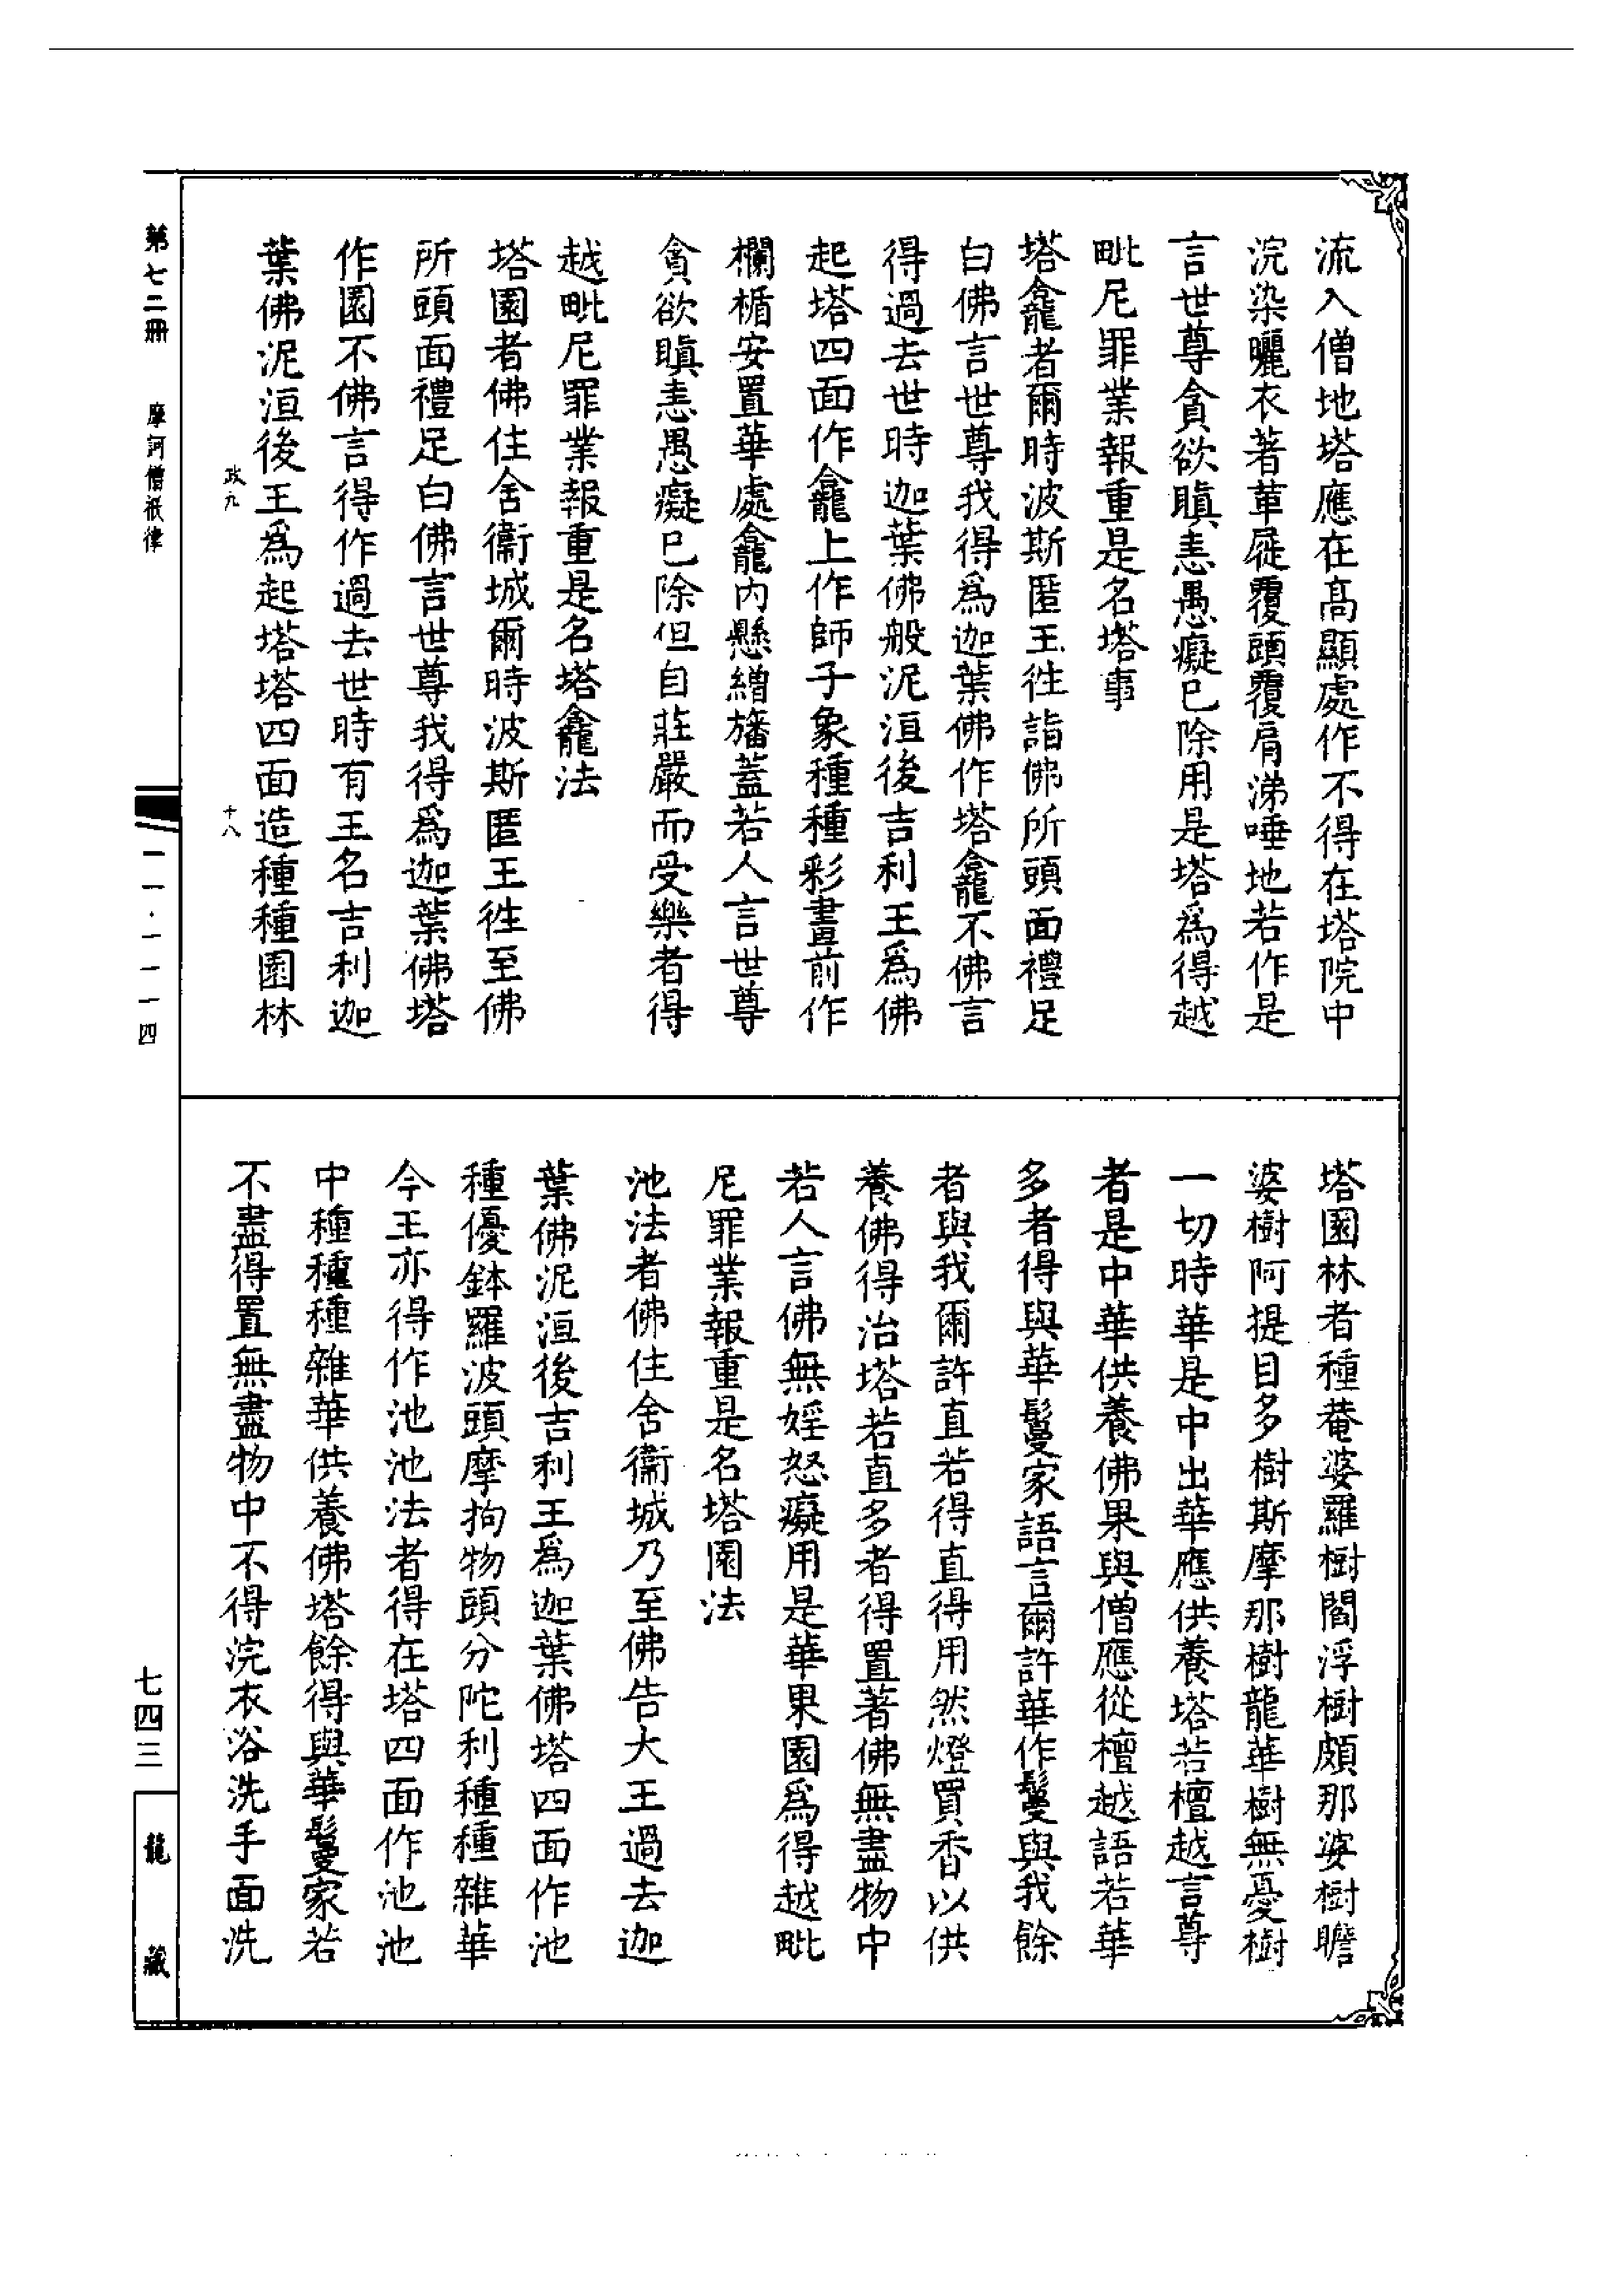 流入僧地塔應在高顯處作不得在塔院中
浣染曬衣著革屣覆頭覆肩涕唾地若作是
言世尊貪欲瞋恚愚癡已除用是塔為得越
毗尼罪業報重是名塔事
塔龕者爾時波斯匿王往詣佛所頭面禮足
白佛言世尊我得為迦葉佛作塔龕不佛言
得過去世時迦葉佛般泥洹後吉利王為佛
起塔四面作龕上作師子象種種彩畫前作
欄楯安置華處龕內懸繒旛蓋若人言世尊
貪欲瞋恚愚癡已除但自莊嚴而受樂者得
越毗尼罪業報重是名塔龕法
塔園者佛住舍衞城爾時波斯匿王往至佛
所頭面禮足白佛言世尊我得為迦葉佛塔
作園不佛言得作過去世時有王名吉利迦
葉佛泥洹後王為起塔塔四面造種種園林
政九 十八
塔園林者種菴婆羅樹閻浮樹頗那娑樹瞻
婆樹阿提目多樹斯摩那樹龍華樹無憂樹
一切時華是中出華應供養塔若檀越言尊
者是中華供養佛果與僧應從檀越語若華
多者得與華鬘家語言爾許華作鬘與我餘
者與我爾許直若得直得用然燈買香以供
養佛得治塔若直多者得置著佛無盡物中
若人言佛無婬怒癡用是華果園為得越毗
尼罪業報重是名塔園法
池法者佛住舍衞城乃至佛告大王過去迦
葉佛泥洹後吉利王為迦葉佛塔四面作池
種優鉢羅波頭摩拘物頭分陀利種種雜華
今王亦得作池池法者得在塔四面作池池
中種種種雜華供養佛塔餘得與華鬘家若
不盡得置無盡物中不得浣衣浴洗手面洗
第七二冊 摩訶僧祇律 一一·一一一四 七四三 龍藏